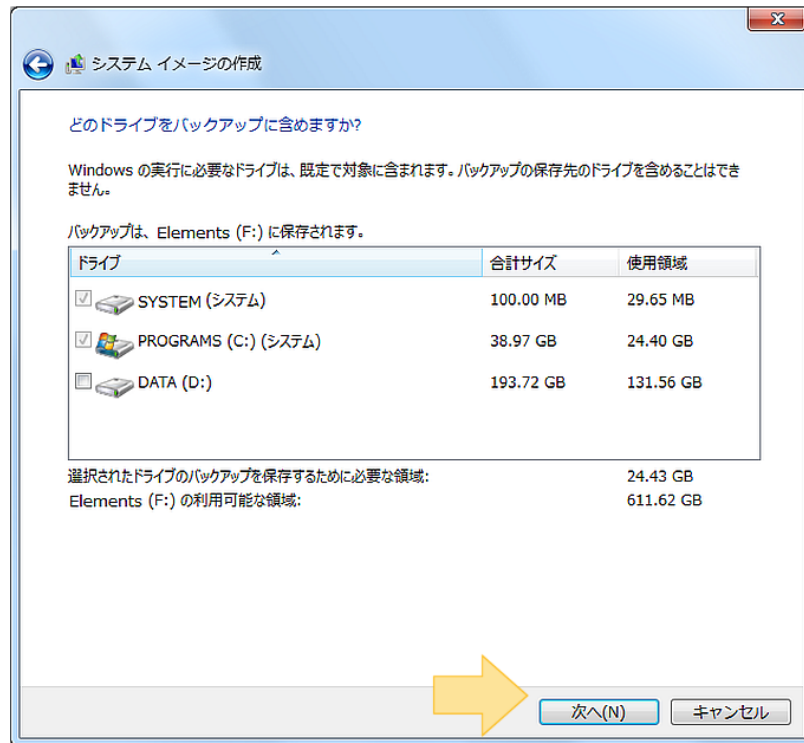 システム イメージの作成
どのドライブをバックアップに含めますか?
Windows の実行に必要なドライブは、既定で対象に含まれます。バックアップの保存先のドライブを含めることはでき
ません。
バックアップは、Elements (F:) に保存されます。
ドライブ 合計サイズ 使用領域
SYSTEM (システム) 100.00 MB 29.65 MB
PROGRAMS (C:) (システム) 38.97 GB 24.40 GB
DATA (D:) 193.72 GB 131.56 GB
選択されたドライブのバックアップを保存するために必要な領域: 24.43 GB
Elements (F:) の利用可能な領域: 611.62 GB
次へ(N) キャンセル